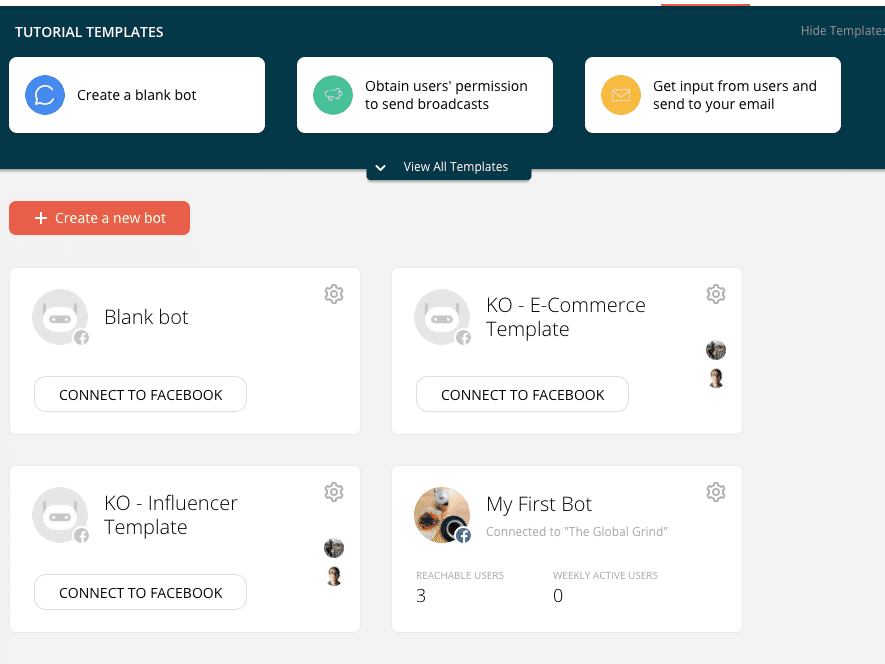 TUTORIAL TEMPLATES
Hide Templates
Create a blank bot
Obtain users' permission
to send broadcasts
Get input from users and
send to your email
View All Templates
+ Create a new bot
Blank bot
CONNECT TO FACEBOOK
KO - E-Commerce
Template
CONNECT TO FACEBOOK
KO - Influencer
Template
CONNECT TO FACEBOOK
My First Bot
Connected to "The Global Grind"
REACHABLE USERS
3
WEEKLY ACTIVE USERS
0